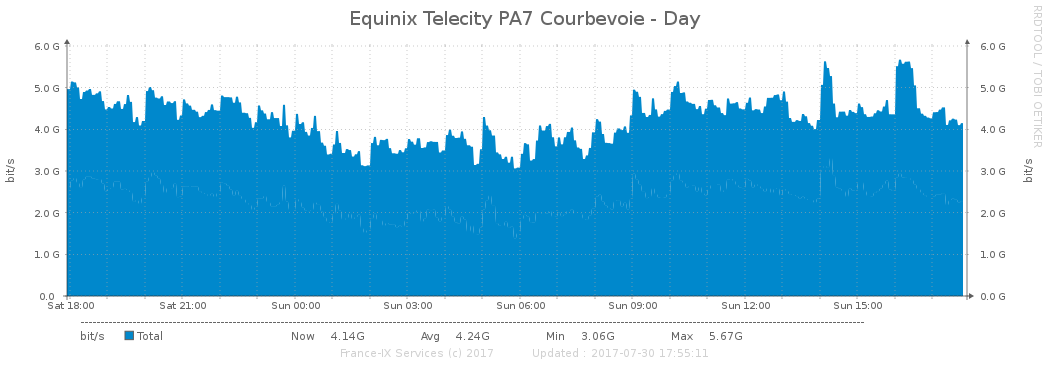 Equinix Telecity PA7 Courbevoie - Day
RRDTOOL / TOBI OETIKER
6.0 G 6.0 G
5.0 G 5.0 G
4.0 G 4.0 G
3.0 G 3.0 G
2.0 G 2.0 G
1.0 G 1.0 G
0.0 0.0 G
bit/s bit/s
Sat 18:00 Sat 21:00 Sun 00:00 Sun 03:00 Sun 06:00 Sun 09:00 Sun 12:00 Sun 15:00
bit/s Total Now 4.14G Avg 4.24G Min 3.06G Max 5.67G
France-IX Services (c) 2017 Updated : 2017-07-30 17:55:11